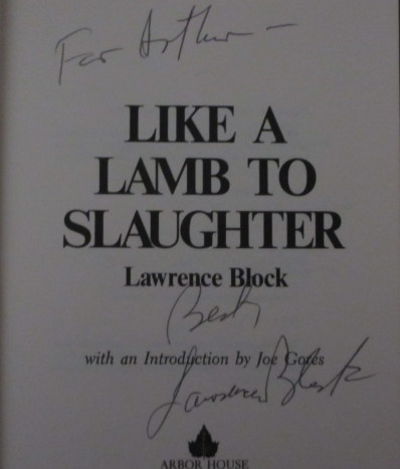 For Arthur –
LIKE A
LAMB TO
SLAUGHTER
Lawrence Block
Best,
with an Introduction by Joe Gores
Lawrence Block
ARBOR HOUSE